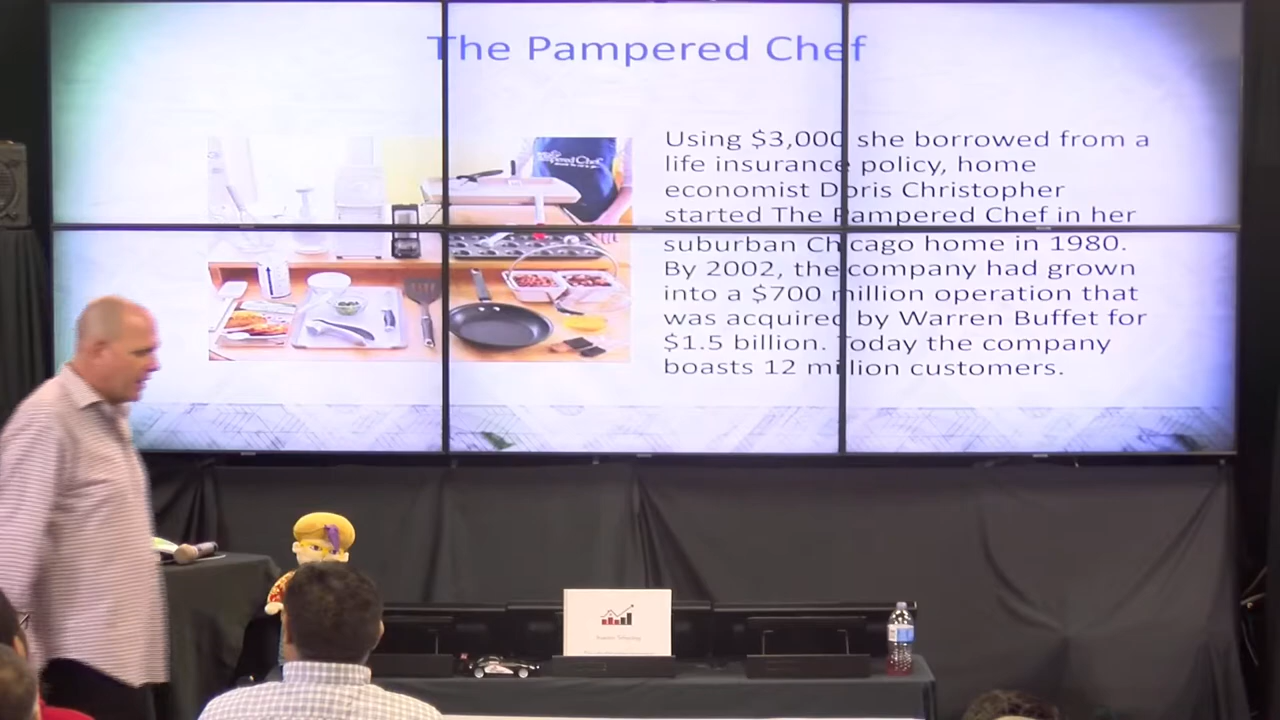 The Pampered Chef
Using $3,000 she borrowed from a
life insurance policy, home
economist Doris Christopher
started The Pampered Chef in her
suburban Chicago home in 1980.
By 2002, the company had grown
into a $700 million operation that
was acquired by Warren Buffet for
$1.5 billion. Today the company
boasts 12 million customers.
Pampered Chef